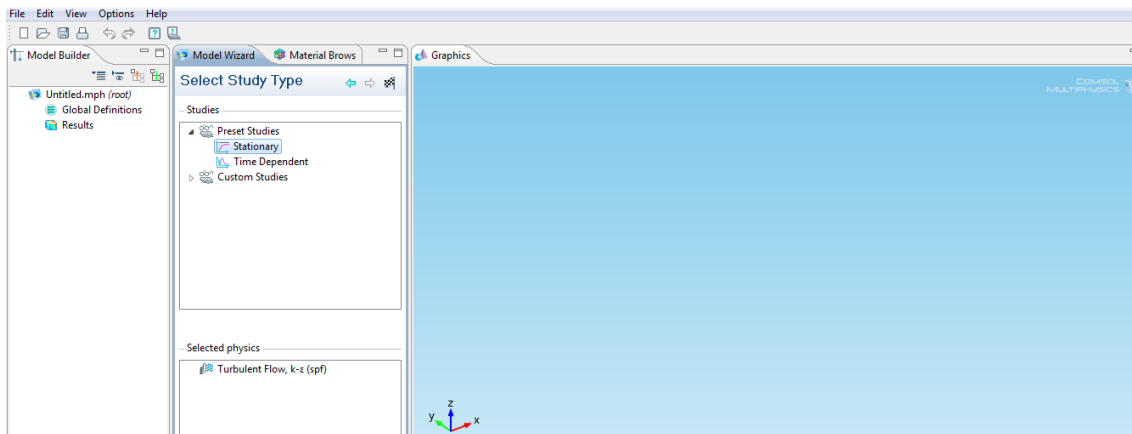 File Edit View Options Help
Model Builder
Model Wizard Material Brows
Graphics
Select Study Type
COMSOL
MULTIPHYSICS
Untitled.mph (root)
Global Definitions
Results
Studies
Preset Studies
Stationary
Time Dependent
Custom Studies
Selected physics
Turbulent Flow, k-ε (spf)
z
y
x